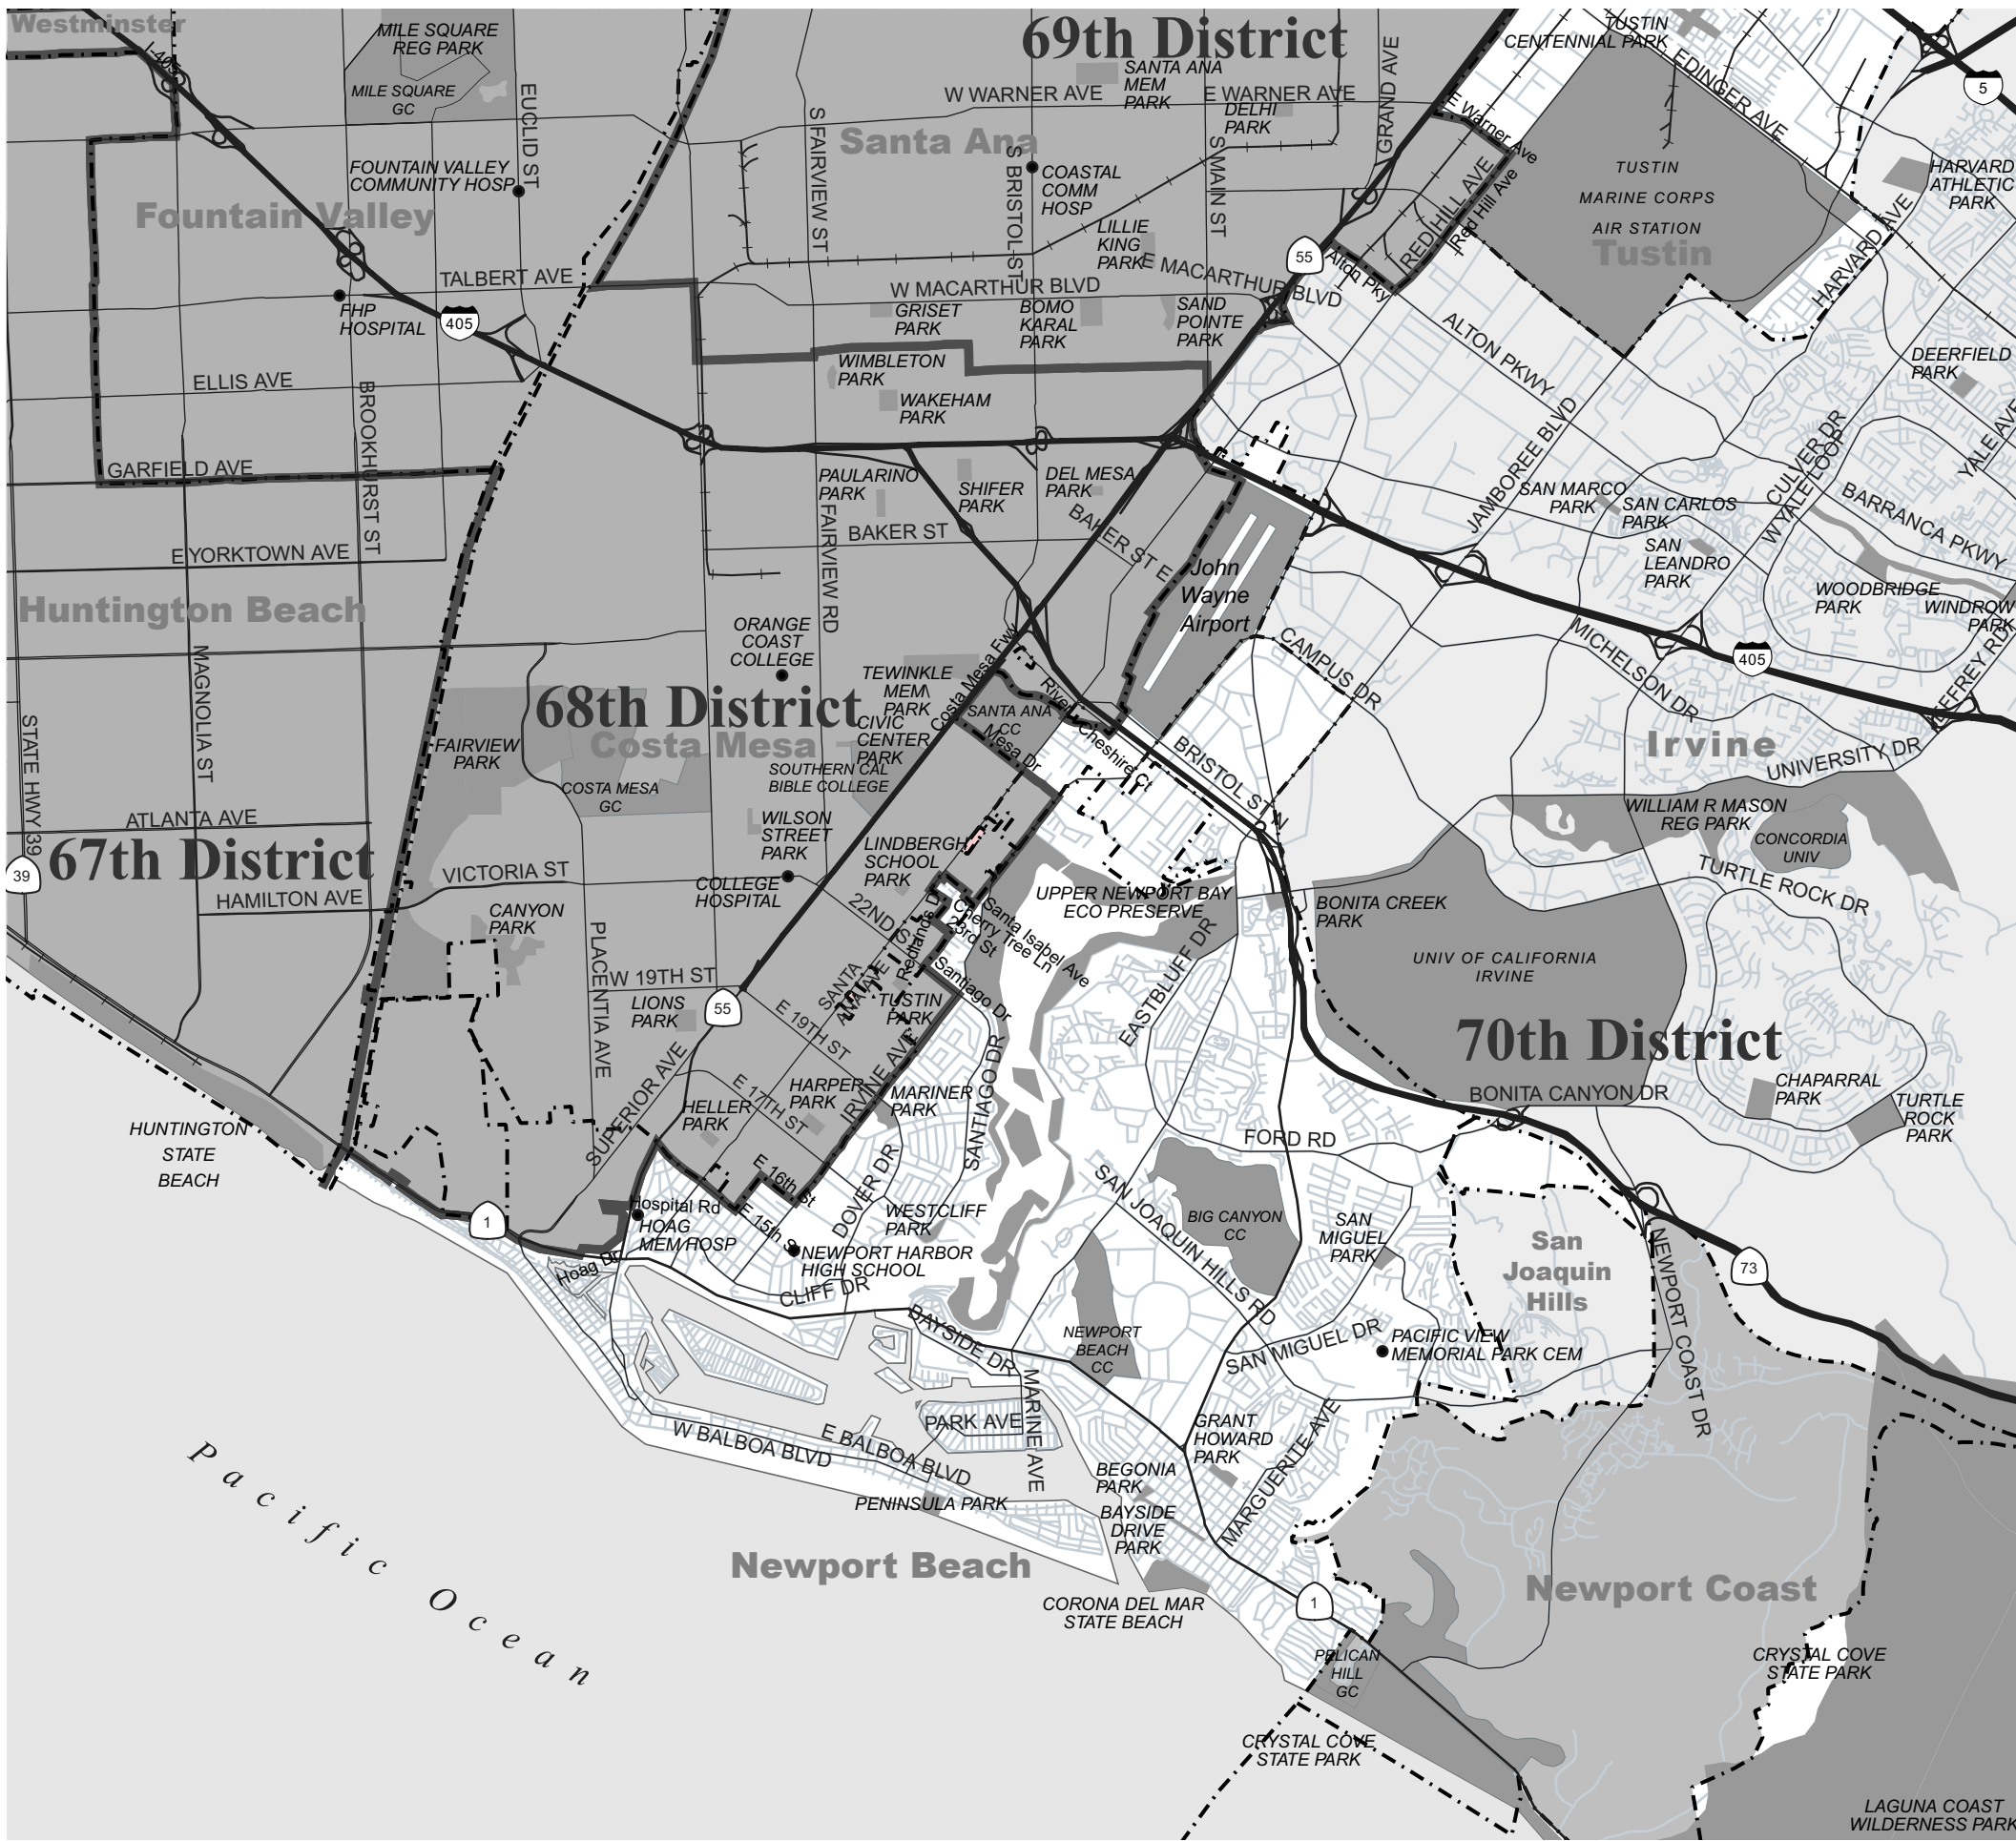 Westminster
MILE SQUARE
REG PARK
69th District
TUSTIN
CENTENNIAL PARK
I-405
MILE SQUARE
GC
EUCLID ST
SANTA ANA
MEM
PARK
GRAND AVE
EDINGER AVE
5
W WARNER AVE
E WARNER AVE
DELHI
PARK
E Warner Ave
S FAIRVIEW ST
Santa Ana
S BRISTOL ST
S MAIN ST
FOUNTAIN VALLEY
COMMUNITY HOSP
COASTAL
COMM
HOSP
RED HILL AVE
Red Hill Ave
TUSTIN
MARINE CORPS
AIR STATION
Tustin
HARVARD
ATHLETIC
PARK
HARVARD AVE
Fountain Valley
LILLIE
KING
PARK
55
Alton Pky
TALBERT AVE
E MACARTHUR BLVD
W MACARTHUR BLVD
FHP
HOSPITAL
405
GRISET
PARK
BOMO
KARAL
PARK
SAND
POINTE
PARK
ALTON PKWY
DEERFIELD
PARK
WIMBLETON
PARK
ELLIS AVE
BROOKHURST ST
WAKEHAM
PARK
JAMBOREE BLVD
CULVER DR
W YALE LOOP
YALE AVE
GARFIELD AVE
PAULARINO
PARK
SHIFER
PARK
DEL MESA
PARK
SAN MARCO
PARK
SAN CARLOS
PARK
BARRANCA PKWY
FAIRVIEW RD
BAKER ST
BAKER ST E
E YORKTOWN AVE
SAN
LEANDRO
PARK
John
Wayne
Airport
WOODBRIDGE
PARK
WINDROW
PARK
Huntington Beach
ORANGE
COAST
COLLEGE
Costa Mesa Fwy
CAMPUS DR
MICHELSON DR
405
JEFFREY RD
MAGNOLIA ST
STATE HWY 39
68th District
TEWINKLE
MEM
PARK
River
SANTA ANA
CC
Costa Mesa
CIVIC
CENTER
PARK
Mesa Dr
Cheshire Ct
BRISTOL ST N
Irvine
UNIVERSITY DR
FAIRVIEW
PARK
COSTA MESA
GC
SOUTHERN CAL
BIBLE COLLEGE
ATLANTA AVE
WILSON
STREET
PARK
WILLIAM R MASON
REG PARK
CONCORDIA
UNIV
67th District
39
LINDBERGH
SCHOOL
PARK
TURTLE ROCK DR
VICTORIA ST
HAMILTON AVE
COLLEGE
HOSPITAL
UPPER NEWPORT BAY
ECO PRESERVE
BONITA CREEK
PARK
CANYON
PARK
22ND S
Redlands D
Santa Isabel Ave
Cherry Tree Ln
23rd St
PLACENTIA AVE
EASTBLUFF DR
UNIV OF CALIFORNIA
IRVINE
W 19TH ST
LIONS
PARK
55
SANTA
ANA AVE
Santiago Dr
TUSTIN
PARK
E 19TH ST
70th District
SUPERIOR AVE
E 17TH ST
HARPER
PARK
IRVINE AVE
MARINER
PARK
SANTIAGO DR
HELLER
PARK
BONITA CANYON DR
CHAPARRAL
PARK
TURTLE
ROCK
PARK
HUNTINGTON
STATE
BEACH
FORD RD
E 16th St
DOVER DR
SAN JOAQUIN HILLS RD
1
Hospital Rd
HOAG
MEM HOSP
E 15th S
WESTCLIFF
PARK
BIG CANYON
CC
SAN
MIGUEL
PARK
San
Joaquin
Hills
NEWPORT COAST DR
73
Hoag Dr
NEWPORT HARBOR
HIGH SCHOOL
CLIFF DR
BAYSIDE DR
NEWPORT
BEACH
CC
SAN MIGUEL DR
PACIFIC VIEW
MEMORIAL PARK CEM
MARINE AVE
PARK AVE
W BALBOA BLVD
E BALBOA BLVD
GRANT
HOWARD
PARK
MARGUERITE AVE
BEGONIA
PARK
PENINSULA PARK
BAYSIDE
DRIVE
PARK
Pacific Ocean
Newport Beach
CORONA DEL MAR
STATE BEACH
1
Newport Coast
PELICAN
HILL
GC
CRYSTAL COVE
STATE PARK
CRYSTAL COVE
STATE PARK
LAGUNA COAST
WILDERNESS PARK